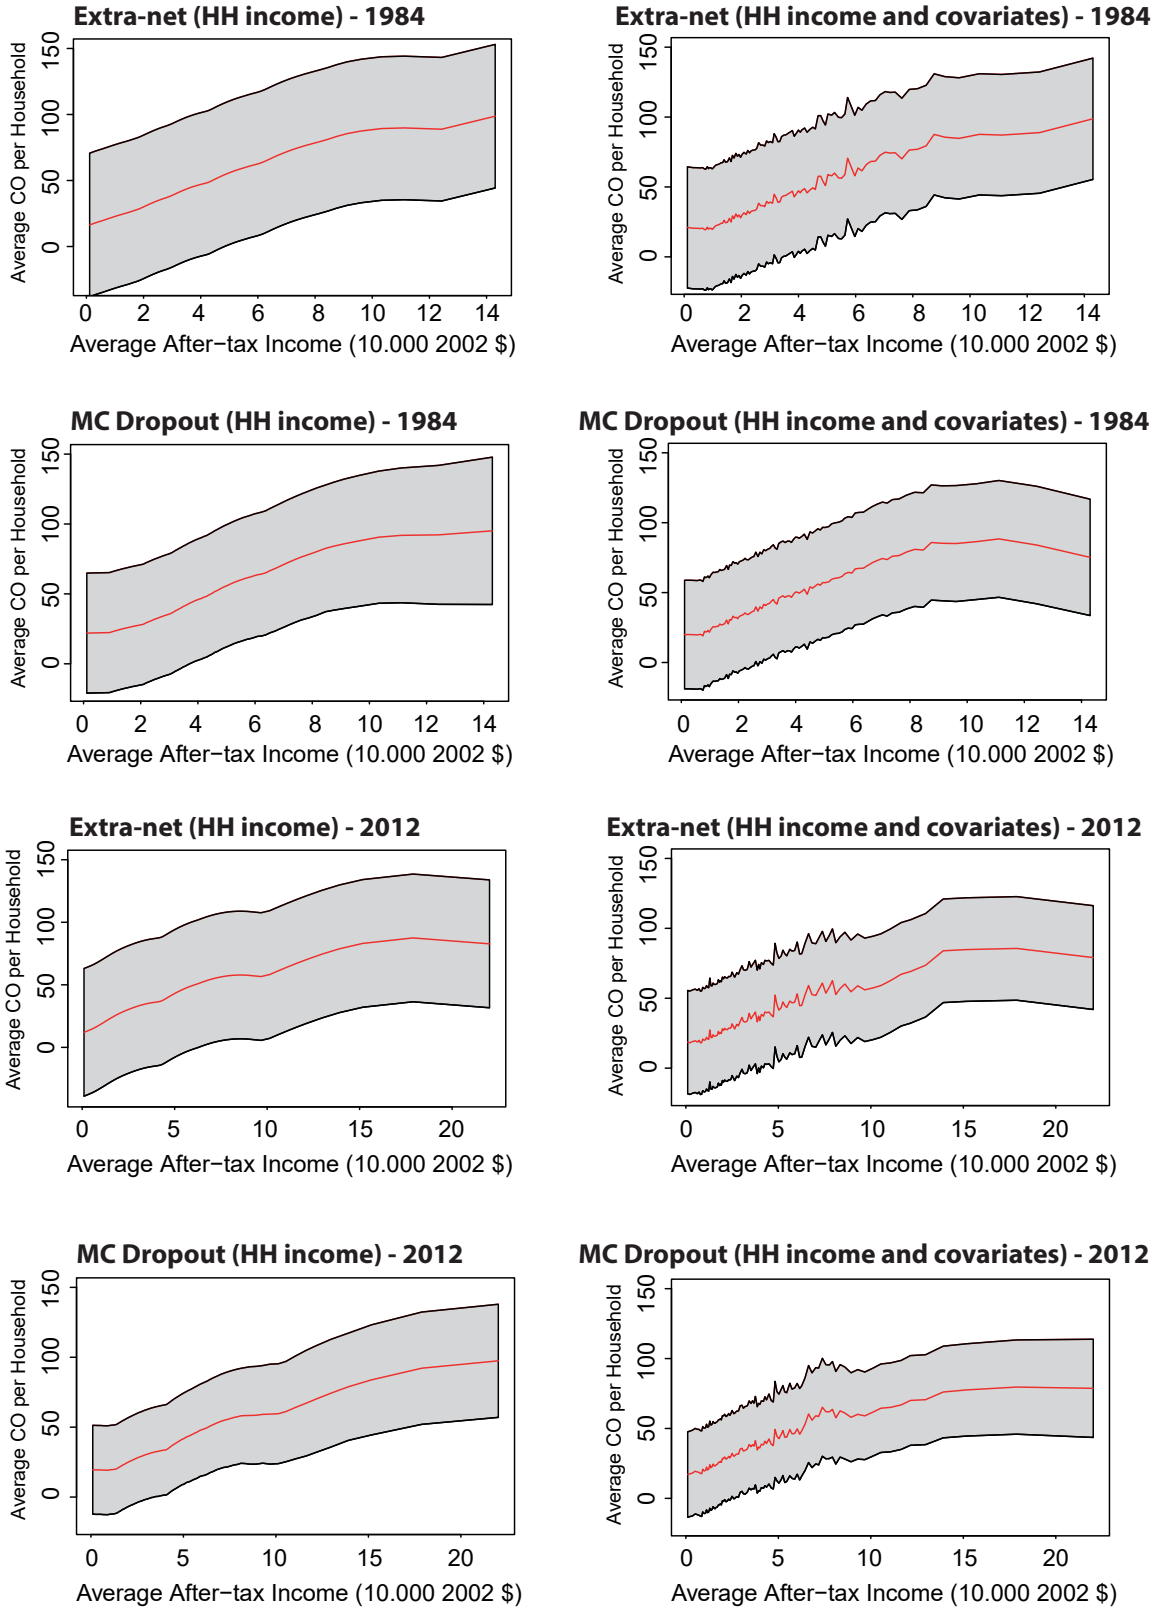 Extra-net (HH income) - 1984
Average CO per Household
150
100
50
0
0 2 4 6 8 10 12 14
Average After−tax Income (10.000 2002 $)
Extra-net (HH income and covariates) - 1984
Average CO per Household
150
100
50
0
0 2 4 6 8 10 12 14
Average After−tax Income (10.000 2002 $)
MC Dropout (HH income) - 1984
Average CO per Household
150
100
50
0
0 2 4 6 8 10 12 14
Average After−tax Income (10.000 2002 $)
MC Dropout (HH income and covariates) - 1984
Average CO per Household
150
100
50
0
0 2 4 6 8 10 12 14
Average After−tax Income (10.000 2002 $)
Extra-net (HH income) - 2012
Average CO per Household
150
100
50
0
0 5 10 15 20
Average After−tax Income (10.000 2002 $)
Extra-net (HH income and covariates) - 2012
Average CO per Household
150
100
50
0
0 5 10 15 20
Average After−tax Income (10.000 2002 $)
MC Dropout (HH income) - 2012
Average CO per Household
150
100
50
0
0 5 10 15 20
Average After−tax Income (10.000 2002 $)
MC Dropout (HH income and covariates) - 2012
Average CO per Household
150
100
50
0
0 5 10 15 20
Average After−tax Income (10.000 2002 $)